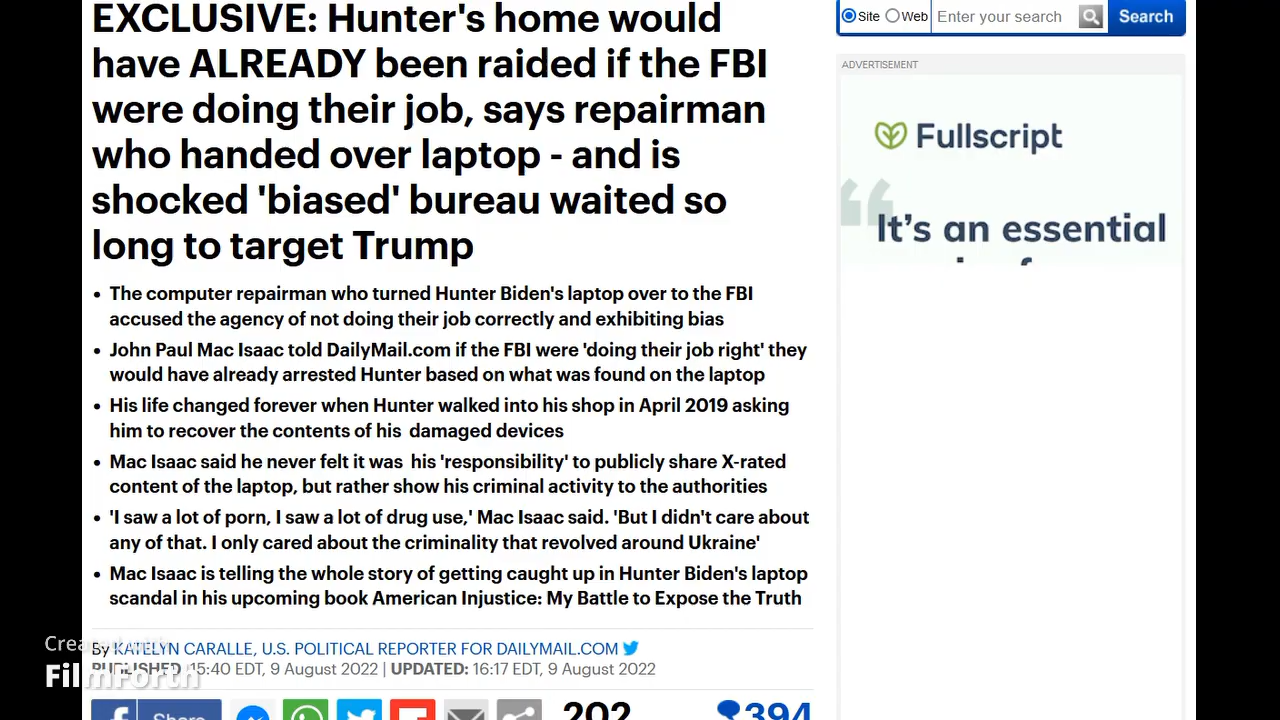 EXCLUSIVE: Hunter's home would
have ALREADY been raided if the FBI
were doing their job, says repairman
who handed over laptop - and is
shocked 'biased' bureau waited so
long to target Trump
• The computer repairman who turned Hunter Biden's laptop over to the FBI
accused the agency of not doing their job correctly and exhibiting bias
• John Paul Mac Isaac told DailyMail.com if the FBI were 'doing their job right' they
would have already arrested Hunter based on what was found on the laptop
• His life changed forever when Hunter walked into his shop in April 2019 asking
him to recover the contents of his damaged devices
• Mac Isaac said he never felt it was his 'responsibility' to publicly share X-rated
content of the laptop, but rather show his criminal activity to the authorities
• 'I saw a lot of porn, I saw a lot of drug use,' Mac Isaac said. 'But I didn't care about
any of that. I only cared about the criminality that revolved around Ukraine'
• Mac Isaac is telling the whole story of getting caught up in Hunter Biden's laptop
scandal in his upcoming book American Injustice: My Battle to Expose the Truth
By KATELYN CARALLE, U.S. POLITICAL REPORTER FOR DAILYMAIL.COM
PUBLISHED: 15:40 EDT, 9 August 2022 | UPDATED: 16:17 EDT, 9 August 2022
Share
202
394
Site Web Enter your search Search
ADVERTISEMENT
Fullscript
“It's an essential
Created with
FilmForth